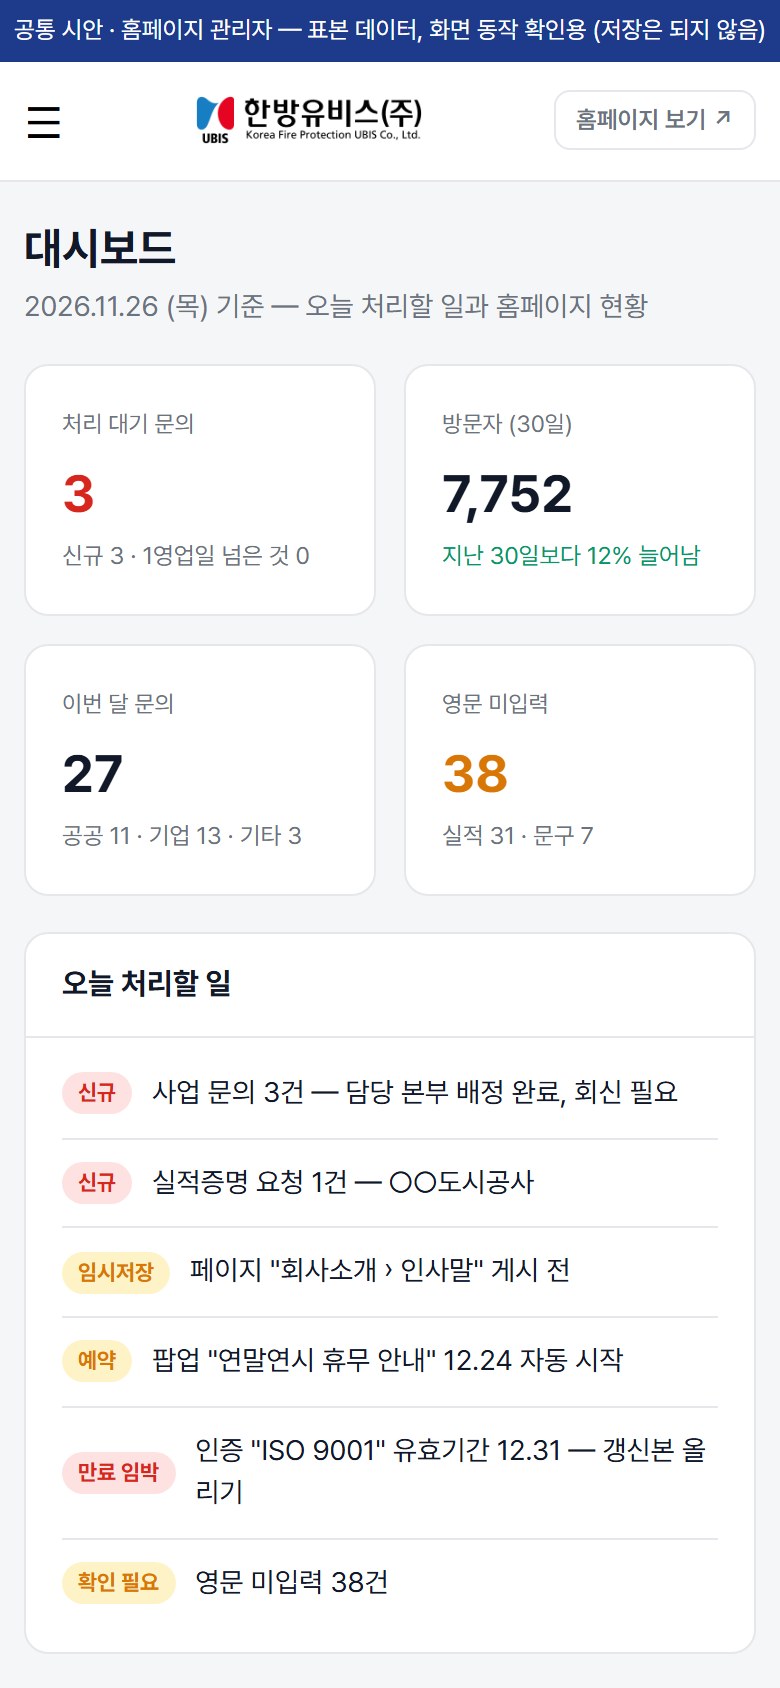 공통 시안 · 홈페이지 관리자 — 표본 데이터, 화면 동작 확인용 (저장은 되지 않음)
UBIS
한방유비스(주)
Korea Fire Protection UBIS Co., Ltd.
홈페이지 보기 ↗
대시보드
2026.11.26 (목) 기준 — 오늘 처리할 일과 홈페이지 현황
처리 대기 문의
3
신규 3 · 1영업일 넘은 것 0
방문자 (30일)
7,752
지난 30일보다 12% 늘어남
이번 달 문의
27
공공 11 · 기업 13 · 기타 3
영문 미입력
38
실적 31 · 문구 7
오늘 처리할 일
신규 사업 문의 3건 — 담당 본부 배정 완료, 회신 필요
신규 실적증명 요청 1건 — ○○도시공사
임시저장 페이지 "회사소개 › 인사말" 게시 전
예약 팝업 "연말연시 휴무 안내" 12.24 자동 시작
만료 임박 인증 "ISO 9001" 유효기간 12.31 — 갱신본 올
리기
확인 필요 영문 미입력 38건